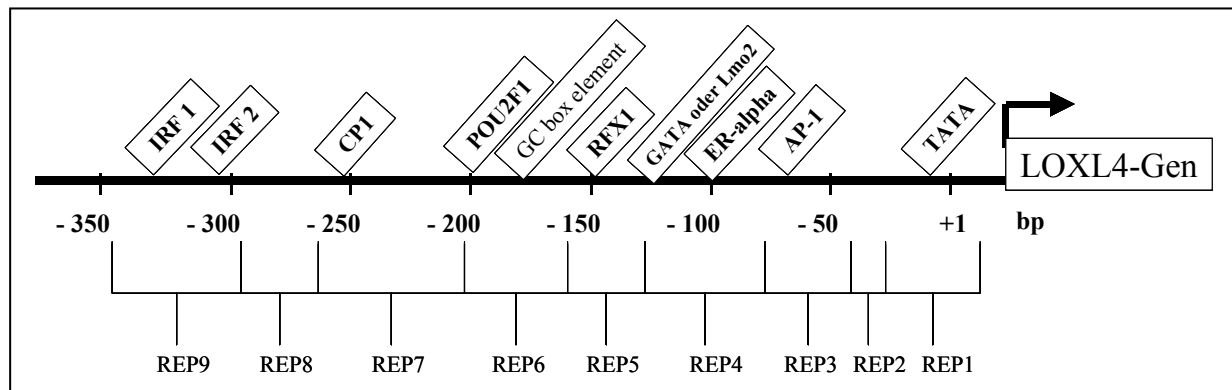 IRF 1
IRF 2
CP1
POU2F1
GC box element
RFX1
GATA oder Lmo2
ER-alpha
AP-1
TATA
LOXL4-Gen
- 350
- 300
- 250
- 200
- 150
- 100
- 50
+1
bp
REP9
REP8
REP7
REP6
REP5
REP4
REP3
REP2
REP1